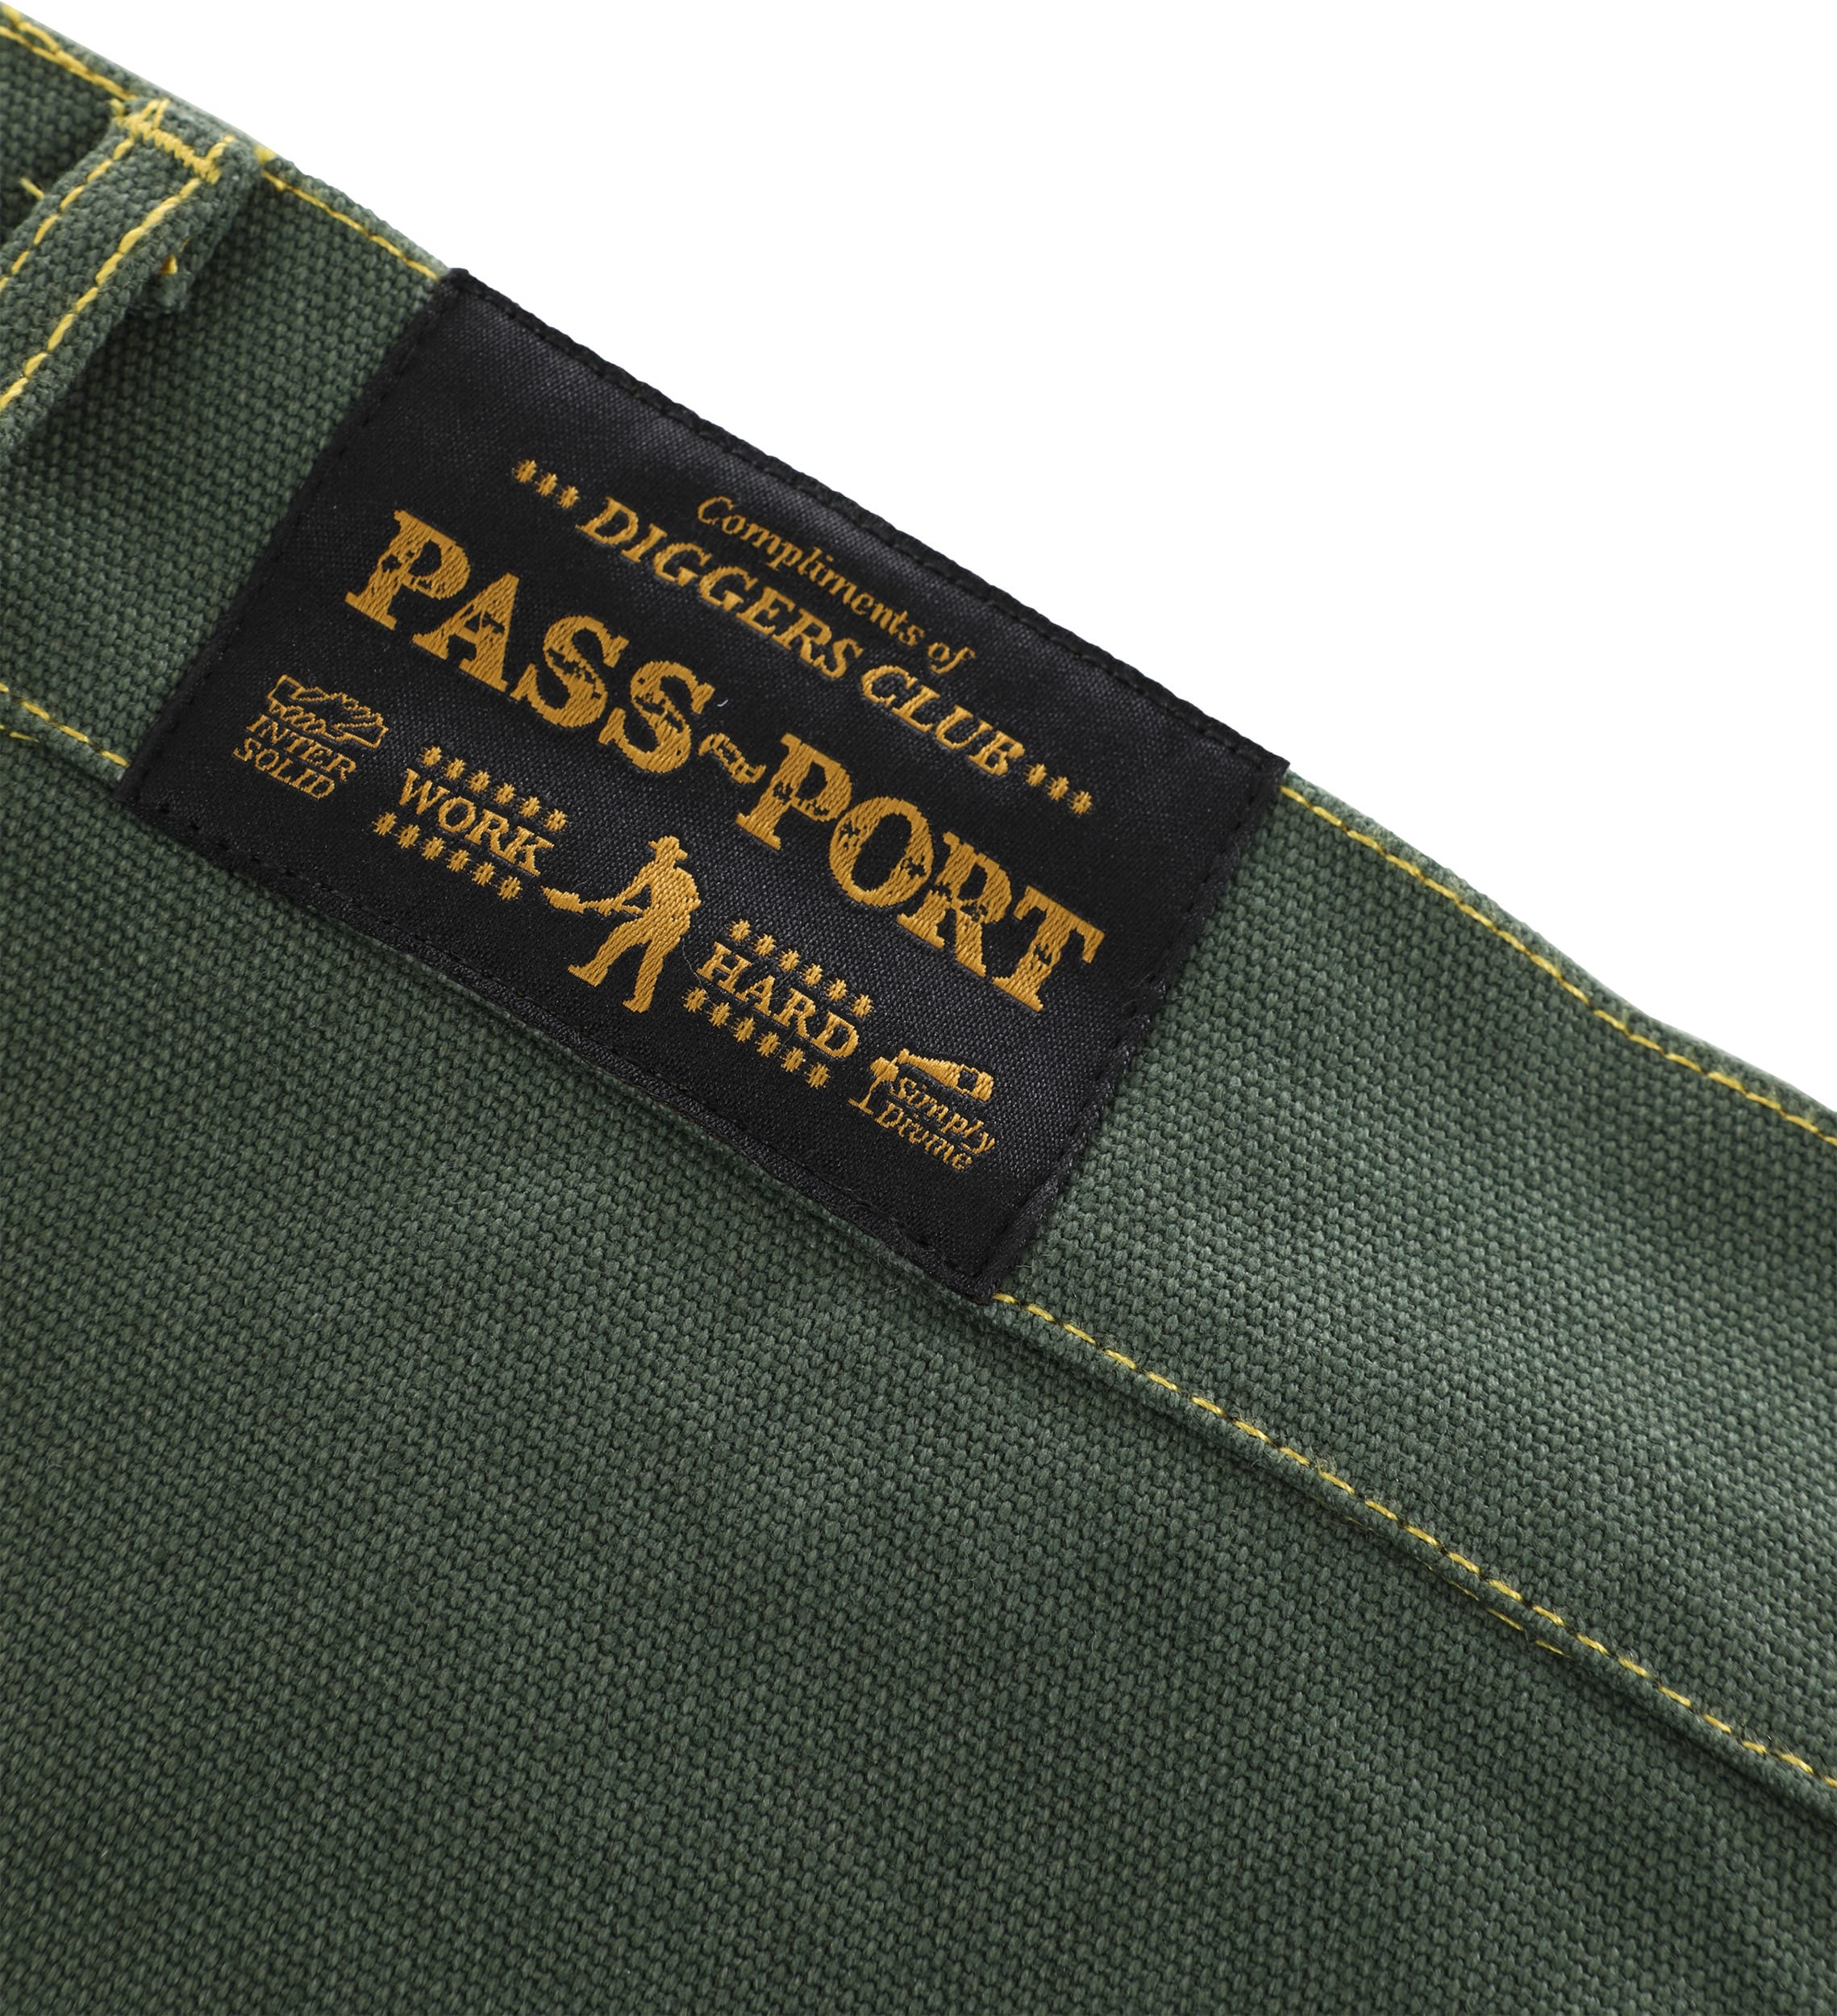 Compliments of
DIGGERS CLUB
PASS~PORT
INTER
SOLID
WORK
HARD
Simply
Divine